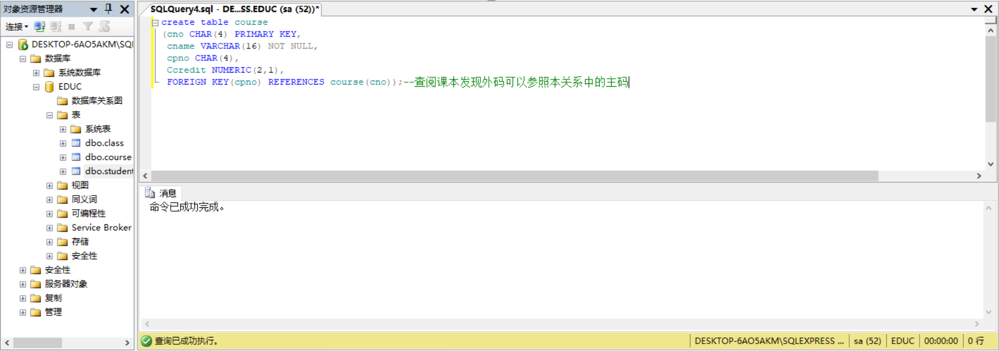 对象资源管理器
连接
DESKTOP-6AO5AKM\SQL
数据库
系统数据库
EDUC
数据库关系图
表
系统表
dbo.class
dbo.course
dbo.student
视图
同义词
可编程性
Service Broker
存储
安全性
安全性
服务器对象
复制
管理
SQLQuery4.sql - DE...SS.EDUC (sa (52))*
create table course
(cno CHAR(4) PRIMARY KEY,
cname VARCHAR(16) NOT NULL,
cpno CHAR(4),
Ccredit NUMERIC(2,1),
FOREIGN KEY(cpno) REFERENCES course(cno));--查阅课本发现外码可以参照本关系中的主码
消息
命令已成功完成。
查询已成功执行。
DESKTOP-6AO5AKM\SQLEXPRESS ... sa (52) EDUC 00:00:00 0 行